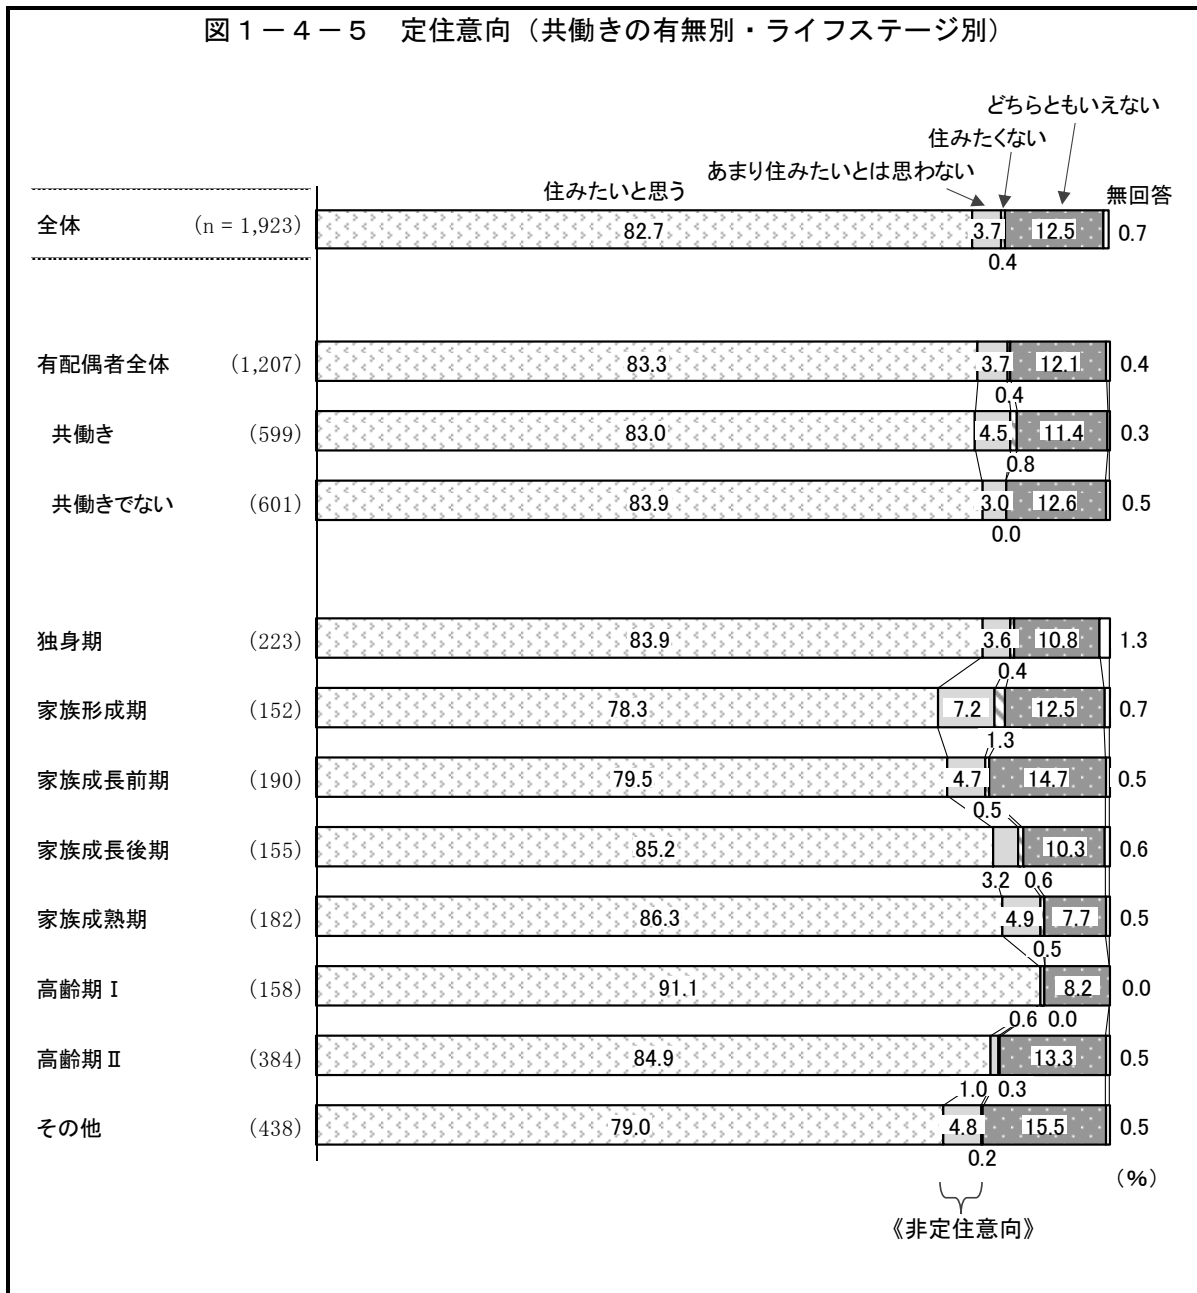 図１－４－５　定住意向（共働きの有無別・ライフステージ別）
どちらともいえない
住みたくない
あまり住みたいとは思わない
住みたいと思う
無回答
全体 (n = 1,923) 82.7 3.7 12.5 0.7
0.4
有配偶者全体 (1,207) 83.3 3.7 12.1 0.4
0.4
共働き (599) 83.0 4.5 11.4 0.3
0.8
共働きでない (601) 83.9 3.0 12.6 0.5
0.0
独身期 (223) 83.9 3.6 10.8 1.3
0.4
家族形成期 (152) 78.3 7.2 12.5 0.7
1.3
家族成長前期 (190) 79.5 4.7 14.7 0.5
0.5
家族成長後期 (155) 85.2 10.3 0.6
3.2 0.6
家族成熟期 (182) 86.3 4.9 7.7 0.5
0.5
高齢期Ⅰ (158) 91.1 8.2 0.0
0.6 0.0
高齢期Ⅱ (384) 84.9 13.3 0.5
1.0 0.3
その他 (438) 79.0 4.8 15.5 0.5
0.2
（％）
《非定住意向》